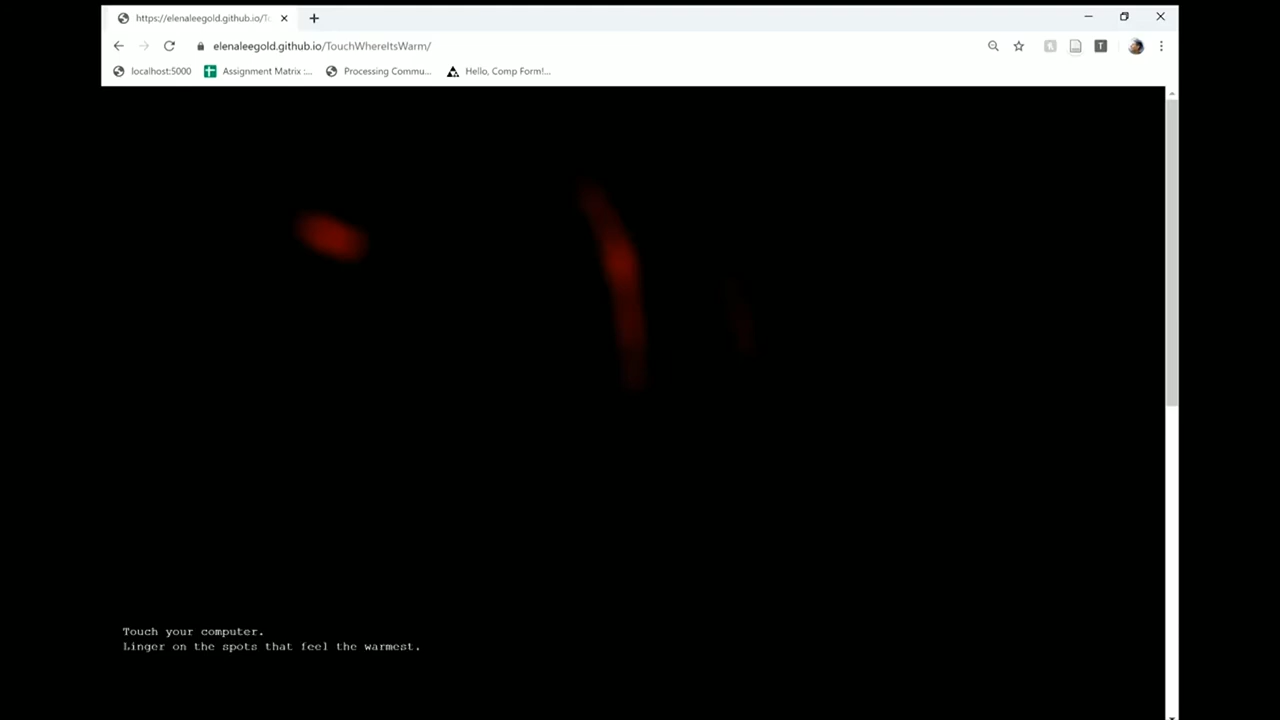 https://elenaleegold.github.io/T
elenaleegold.github.io/TouchWhereItsWarm/
localhost:5000
Assignment Matrix :...
Processing Commu...
Hello, Comp Form!...
T
Touch your computer.
Linger on the spots that feel the warmest.